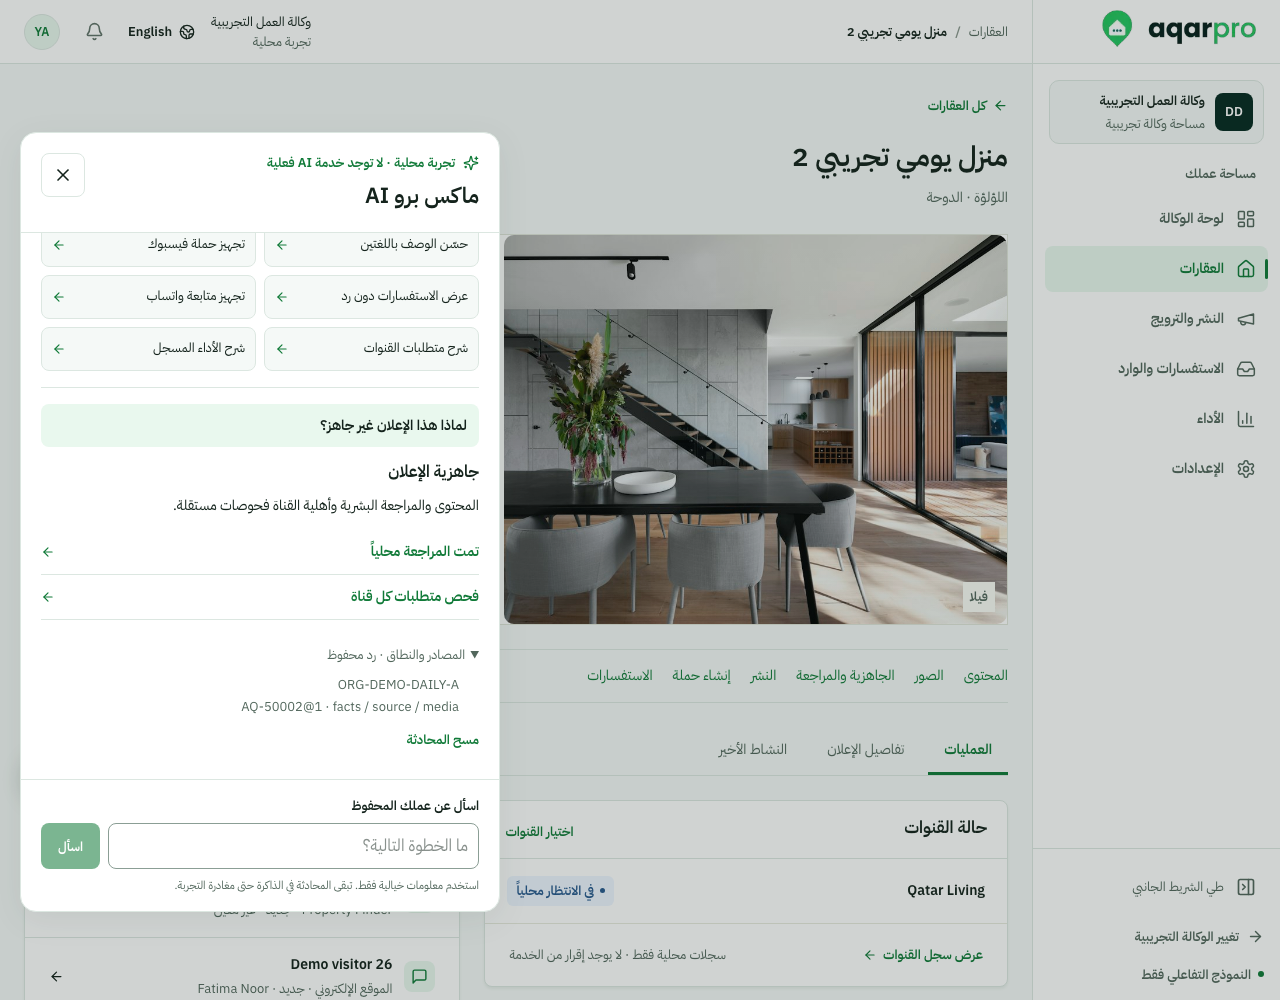 aqarpro
العقارات / منزل يومي تجريبي 2
وكالة العمل التجريبية
تجربة محلية
English
YA
DD
وكالة العمل التجريبية
مساحة وكالة تجريبية
مساحة عملك
لوحة الوكالة
العقارات
النشر والترويج
الاستفسارات والوارد
الأداء
الإعدادات
طي الشريط الجانبي
تغيير الوكالة التجريبية
النموذج التفاعلي فقط
كل العقارات
منزل يومي تجريبي 2
اللؤلؤة · الدوحة
فيلا
المحتوى الصور الجاهزية والمراجعة النشر إنشاء حملة الاستفسارات
العمليات تفاصيل الإعلان النشاط الأخير
حالة القنوات
اختيار القنوات
Qatar Living
في الانتظار محلياً
عرض سجل القنوات
سجلات محلية فقط · لا يوجد إقرار من الخدمة
تجربة محلية · لا توجد خدمة AI فعلية
ماكس برو AI
حسّن الوصف باللغتين
تجهيز حملة فيسبوك
عرض الاستفسارات دون رد
تجهيز متابعة واتساب
شرح متطلبات القنوات
شرح الأداء المسجل
لماذا هذا الإعلان غير جاهز؟
جاهزية الإعلان
المحتوى والمراجعة البشرية وأهلية القناة فحوصات مستقلة.
تمت المراجعة محلياً
فحص متطلبات كل قناة
المصادر والنطاق · رد محفوظ
ORG-DEMO-DAILY-A
AQ-50002@1 · facts / source / media
مسح المحادثة
اسأل عن عملك المحفوظ
ما الخطوة التالية؟
اسأل
استخدم معلومات خيالية فقط. تبقى المحادثة في الذاكرة حتى مغادرة التجربة.
Demo visitor 26
الموقع الإلكتروني · جديد · Fatima Noor